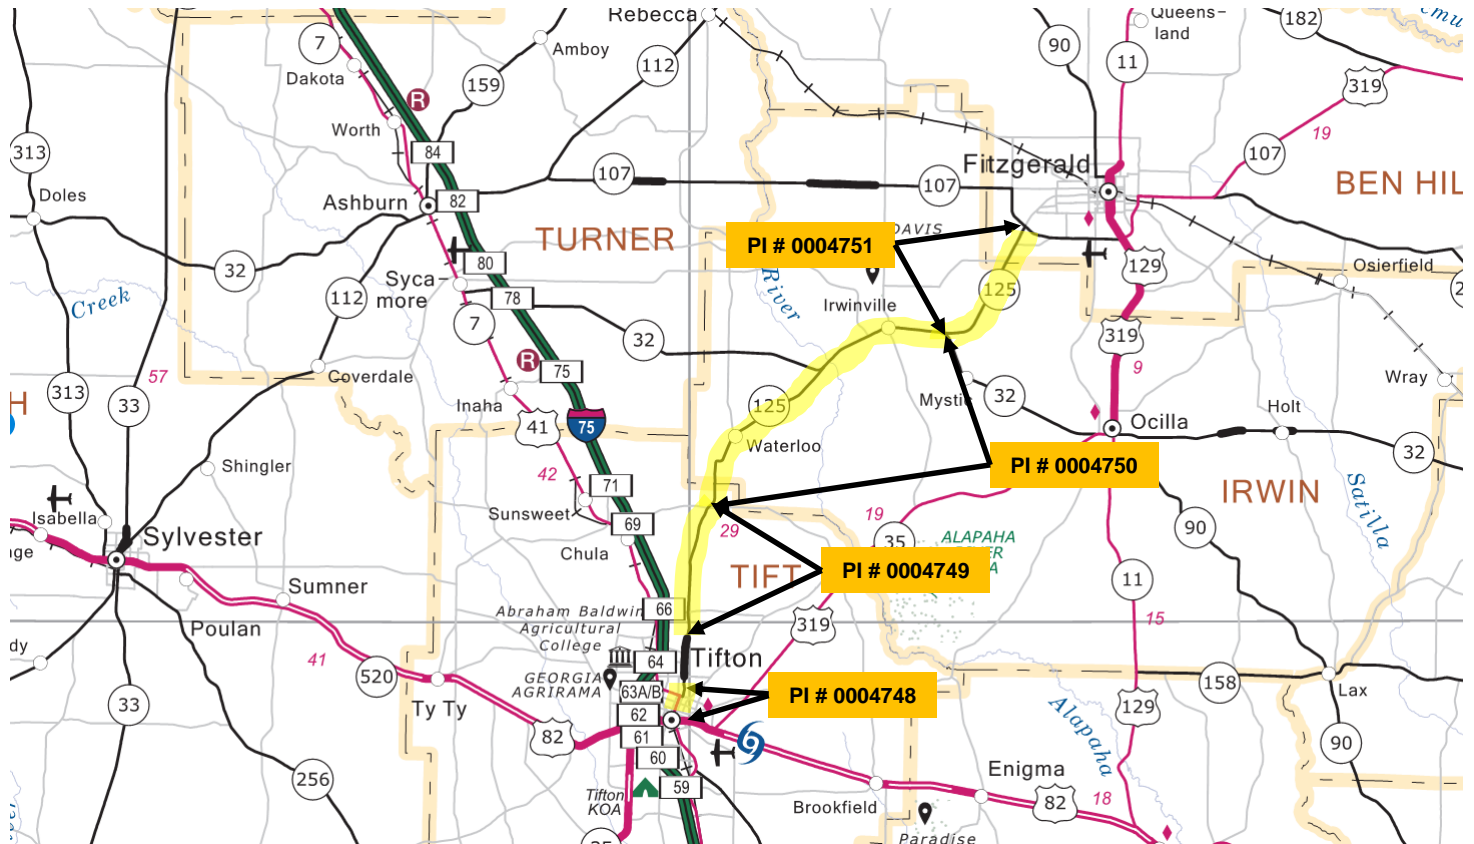 Rebecca
Queens-
land
182
emu
7
Amboy
90
11
112
319
Dakota
159
R
19
Worth
313
84
107
Fitzgerald
107
107
BEN HIL
Doles
82
Ashburn
DAVIS
PI # 0004751
TURNER
80
129
Osierfield
32
Syca-
more
River
Creek
112
78
125
2
Irwinville
7
319
32
R
9
57
75
Wray
Coverdale
313
33
Mystic
32
H
Inaha
125
Holt
41
75
Ocilla
Waterloo
32
Shingler
PI # 0004750
42
71
IRWIN
Satilla
Isabella
Sunsweet
69
29
19
90
Sylvester
35
ALAPAHA
nge
Chula
PI # 0004749
TIFT
11
Sumner
66
Abraham Baldwin
Agricultural
College
319
15
Poulan
dy
64
Tifton
41
520
GEORGIA
AGRIRAMA
63A/B
PI # 0004748
158
Lax
Ty Ty
33
62
129
82
61
Alapaha
90
60
256
Enigma
59
Tifton
KOA
Brookfield
82
18
Paradise